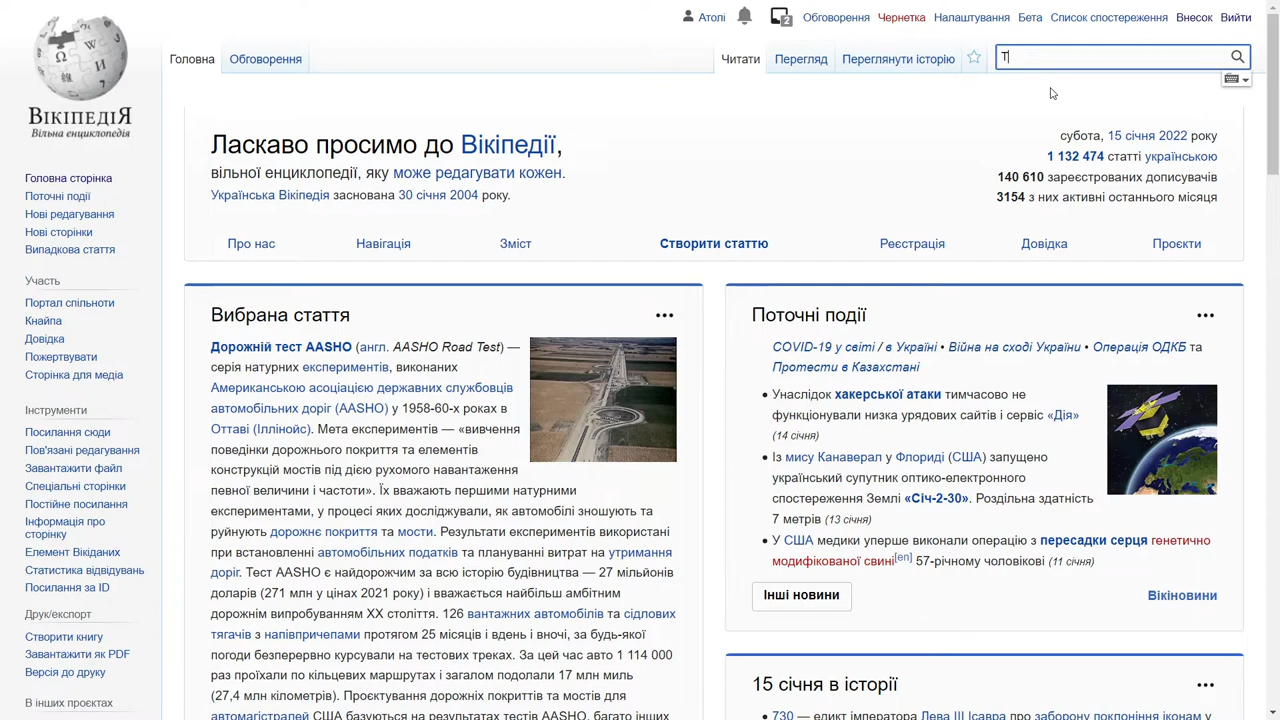 Атолі 2 Обговорення Чернетка Налаштування Бета Список спостереження Внесок Вийти
Головна Обговорення Читати Перегляд Переглянути історію T
ВІКІПЕДІЯ
Вільна енциклопедія
Головна сторінка
Поточні події
Нові редагування
Нові сторінки
Випадкова стаття
Участь
Портал спільноти
Кнайпа
Довідка
Пожертвувати
Сторінка для медіа
Інструменти
Посилання сюди
Пов'язані редагування
Завантажити файл
Спеціальні сторінки
Постійне посилання
Інформація про
сторінку
Елемент Вікіданих
Статистика відвідувань
Посилання за ID
Друк/експорт
Створити книгу
Завантажити як PDF
Версія до друку
В інших проєктах
Ласкаво просимо до Вікіпедії,
вільної енциклопедії, яку може редагувати кожен.
Українська Вікіпедія заснована 30 січня 2004 року.
субота, 15 січня 2022 року
1 132 474 статті українською
140 610 зареєстрованих дописувачів
3154 з них активні останнього місяця
Про нас Навігація Зміст Створити статтю Реєстрація Довідка Проєкти
Вибрана стаття
Дорожній тест AASHO (англ. AASHO Road Test) —
серія натурних експериментів, виконаних
Американською асоціацією державних службовців
автомобільних доріг (AASHO) у 1958-60-х роках в
Оттаві (Іллінойс). Мета експериментів — «вивчення
поведінки дорожнього покриття та елементів
конструкцій мостів під дією рухомого навантаження
певної величини і частоти». Їх вважають першими натурними
експериментами, у процесі яких досліджували, як автомобілі зношують та
руйнують дорожнє покриття та мости. Результати експериментів використані
при встановленні автомобільних податків та плануванні витрат на утримання
доріг. Тест AASHO є найдорожчим за всю історію будівництва — 27 мільйонів
доларів (271 млн у цінах 2021 року) і вважається найбільш амбітним
дорожнім випробуванням XX століття. 126 вантажних автомобілів та сідлових
тягачів з напівпричепами протягом 25 місяців і вдень і вночі, за будь-якої
погоди безперервно курсували на тестових треках. За цей час авто 1 114 000
раз проїхали по кільцевих маршрутах і загалом подолали 17 млн миль
(27,4 млн кілометрів). Проєктування дорожніх покриттів та мостів для
автомагістралей США базуються на результатах тестів AASHO, багато інших
Поточні події
COVID-19 у світі / в Україні • Війна на сході України • Операція ОДКБ та
Протести в Казахстані
• Унаслідок хакерської атаки тимчасово не
функціонували низка урядових сайтів і сервіс «Дія»
(14 січня)
• Із мису Канаверал у Флориді (США) запущено
український супутник оптико-електронного
спостереження Землі «Січ-2-30». Роздільна здатність
7 метрів (13 січня)
• У США медики уперше виконали операцію з пересадки серця генетично
модифікованої свині[en] 57-річному чоловікові (11 січня)
Інші новини Вікіновини
15 січня в історії
• 730 — едикт імператора Лева III Ісавра про заборону поклоніння іконам у